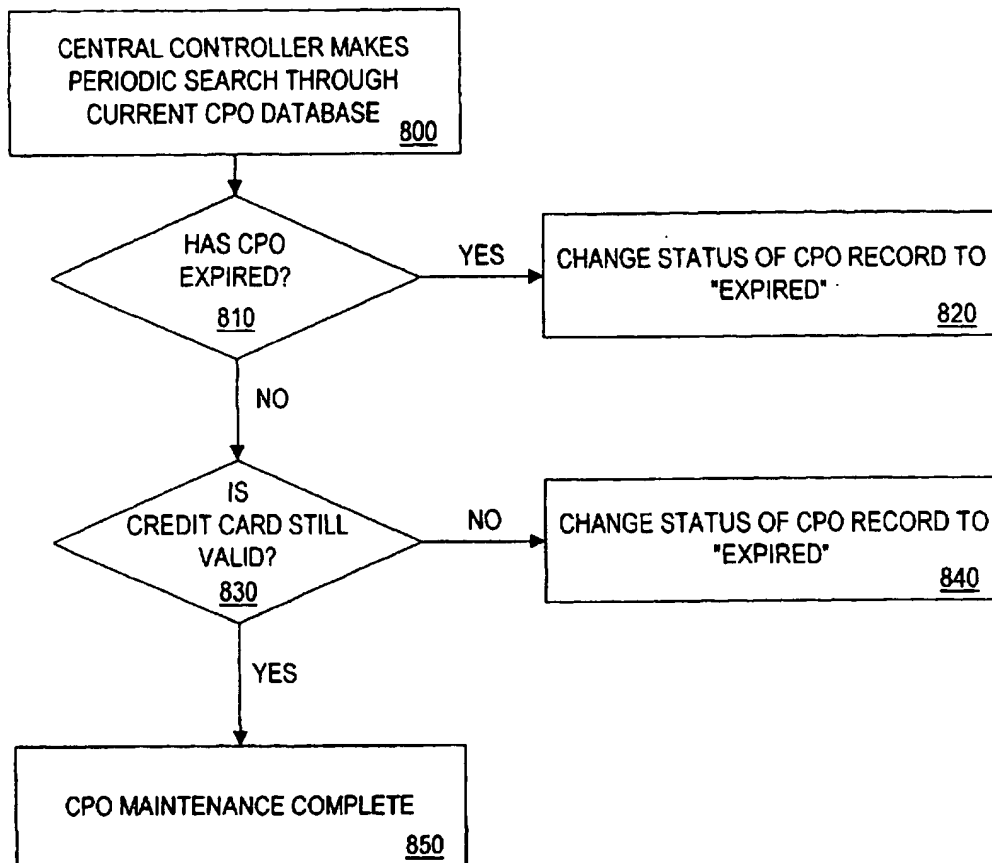 CENTRAL CONTROLLER MAKES
PERIODIC SEARCH THROUGH
CURRENT CPO DATABASE
800
HAS CPO
EXPIRED?
810
YES
CHANGE STATUS OF CPO RECORD TO
"EXPIRED"
820
NO
IS
CREDIT CARD STILL
VALID?
830
NO
CHANGE STATUS OF CPO RECORD TO
"EXPIRED"
840
YES
CPO MAINTENANCE COMPLETE
850